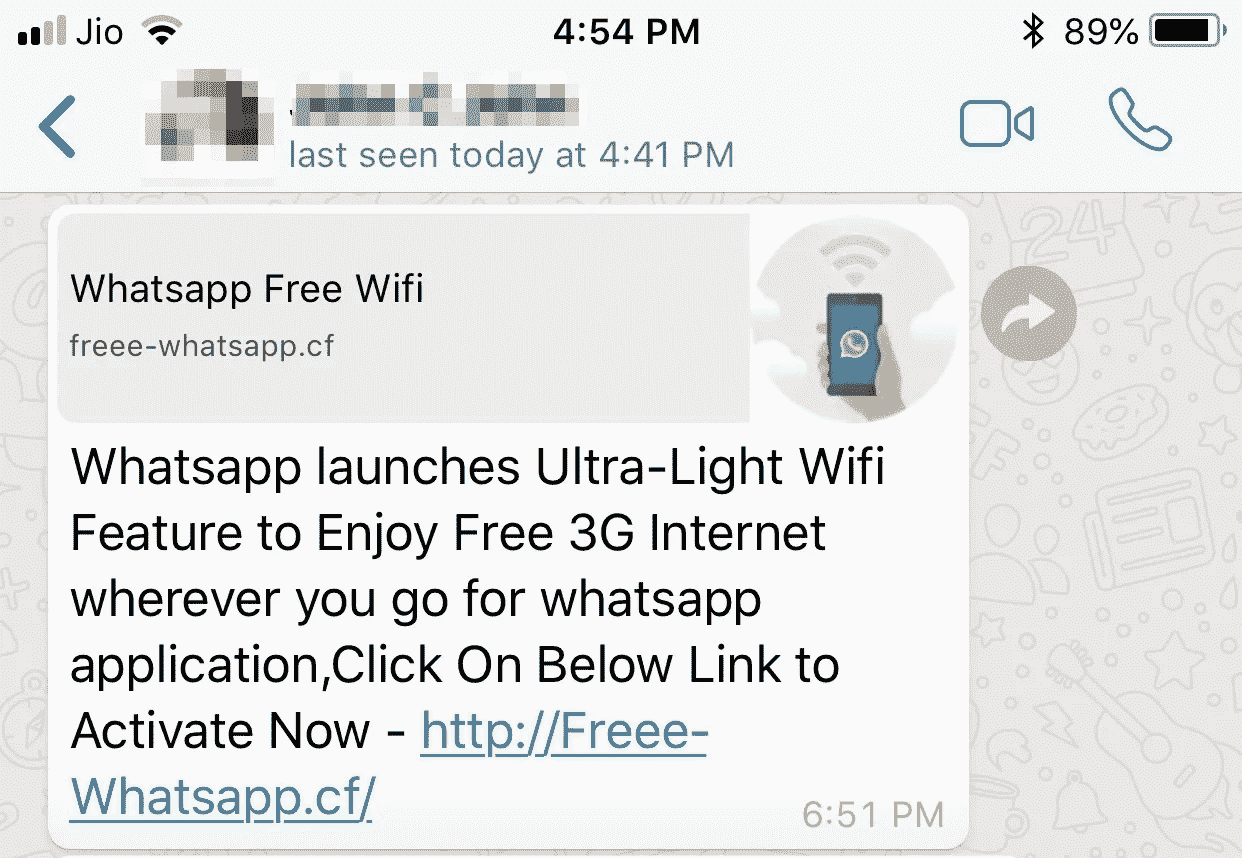 Jio 4:54 PM 89%
last seen today at 4:41 PM
Whatsapp Free Wifi
freee-whatsapp.cf
Whatsapp launches Ultra-Light Wifi
Feature to Enjoy Free 3G Internet
wherever you go for whatsapp
application,Click On Below Link to
Activate Now - http://Freee-
Whatsapp.cf/
6:51 PM